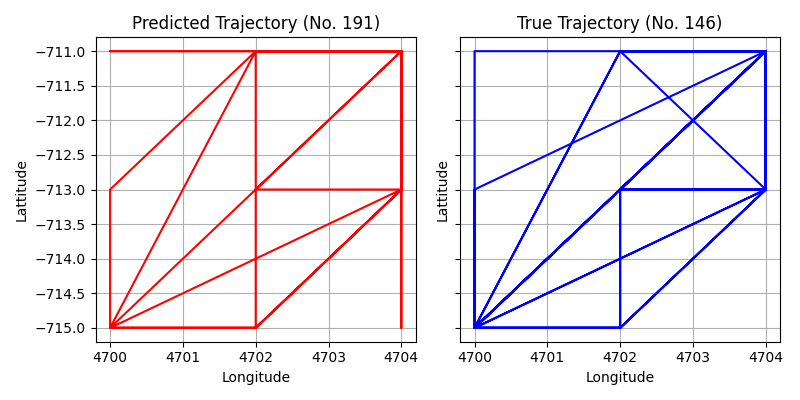 Predicted Trajectory (No. 191)
True Trajectory (No. 146)
−711.0
−711.5
−712.0
−712.5
−713.0
−713.5
−714.0
−714.5
−715.0
Lattitude
Lattitude
4700 4701 4702 4703 4704
4700 4701 4702 4703 4704
Longitude
Longitude